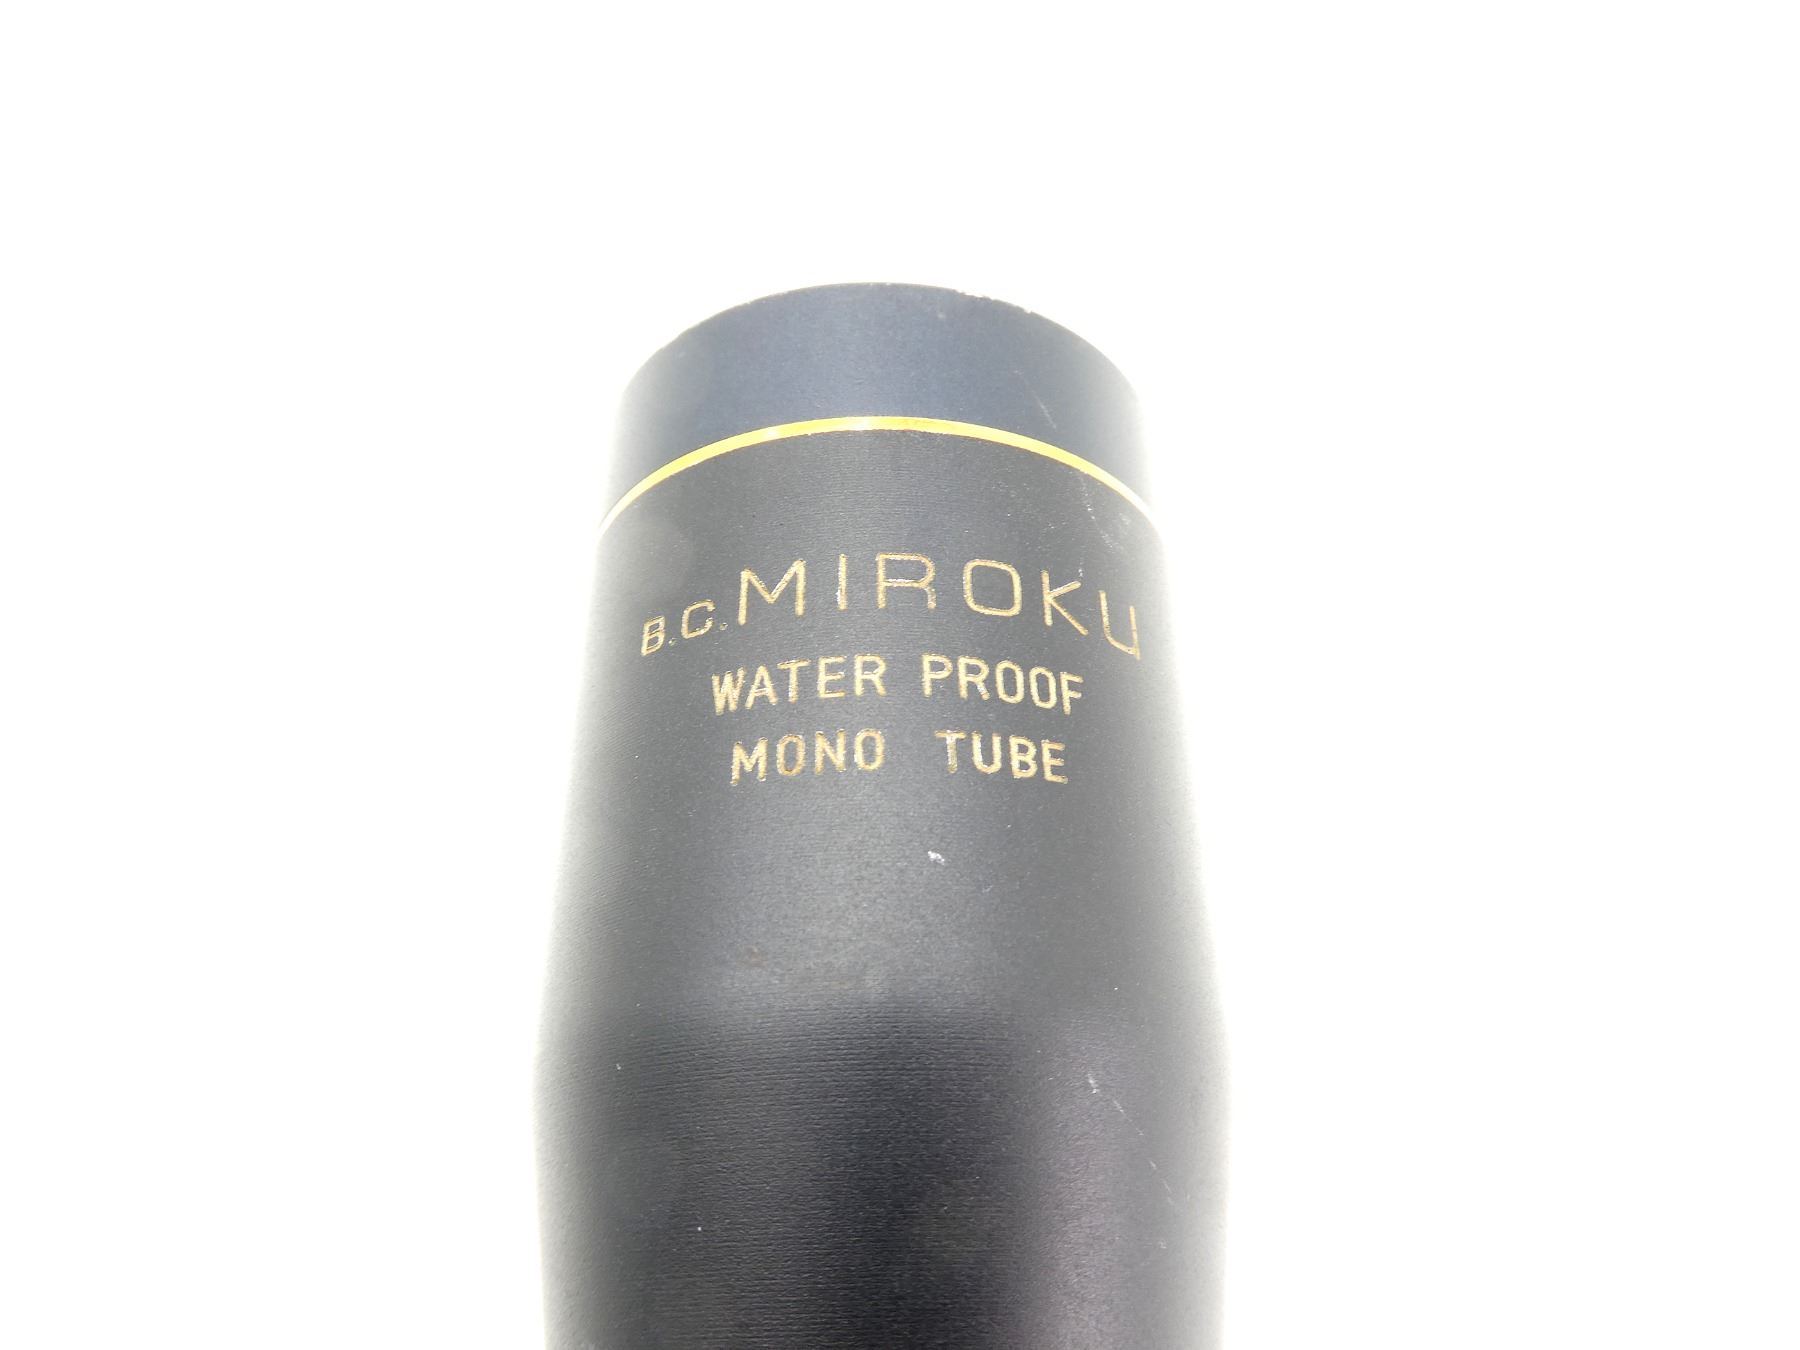 B.C. MIROKU
WATER PROOF
MONO TUBE